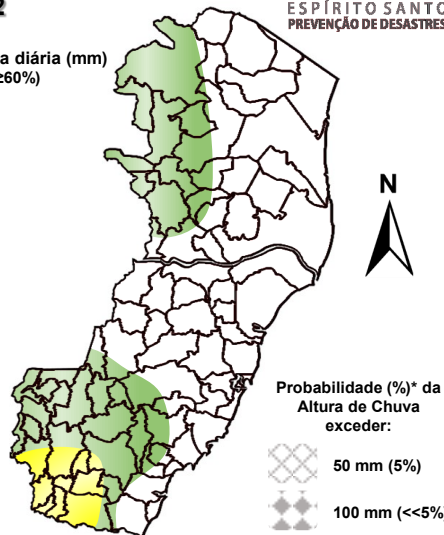 2
ESPÍRITO SANTO
PREVENÇÃO DE DESASTRES
a diária (mm)
≥60%)
N
Probabilidade (%)* da
Altura de Chuva
exceder:
50 mm (5%)
100 mm (<<5%